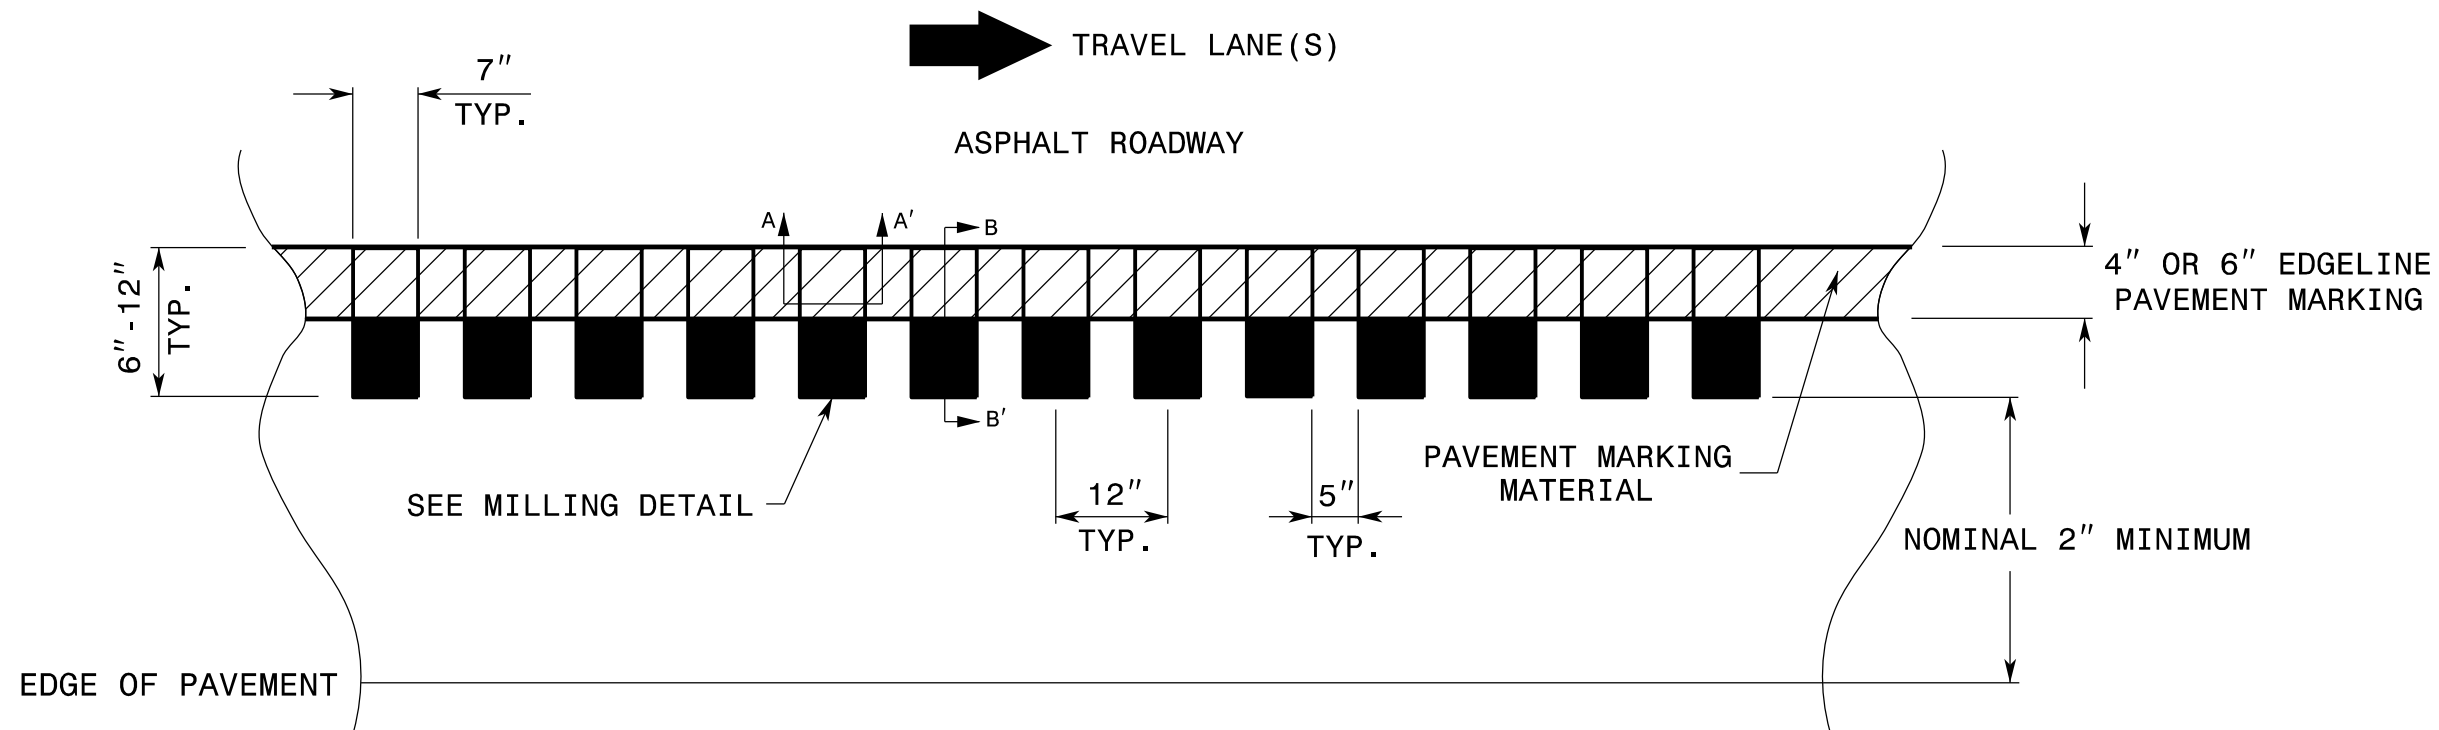 TRAVEL LANE(S)
7"
TYP.
ASPHALT ROADWAY
A
A'
B
6"-12"
TYP.
4" OR 6" EDGELINE
PAVEMENT MARKING
B'
SEE MILLING DETAIL
12"
TYP.
5"
TYP.
PAVEMENT MARKING
MATERIAL
NOMINAL 2" MINIMUM
EDGE OF PAVEMENT